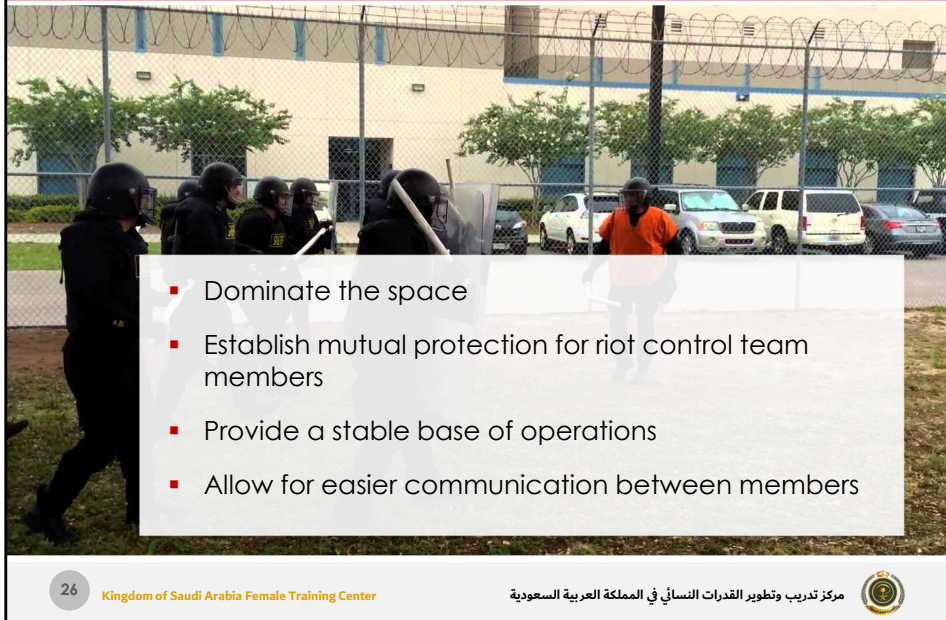 Dominate the space
Establish mutual protection for riot control team
members
Provide a stable base of operations
Allow for easier communication between members
26
Kingdom of Saudi Arabia Female Training Center
مركز تدريب وتطوير القدرات النسائي في المملكة العربية السعودية